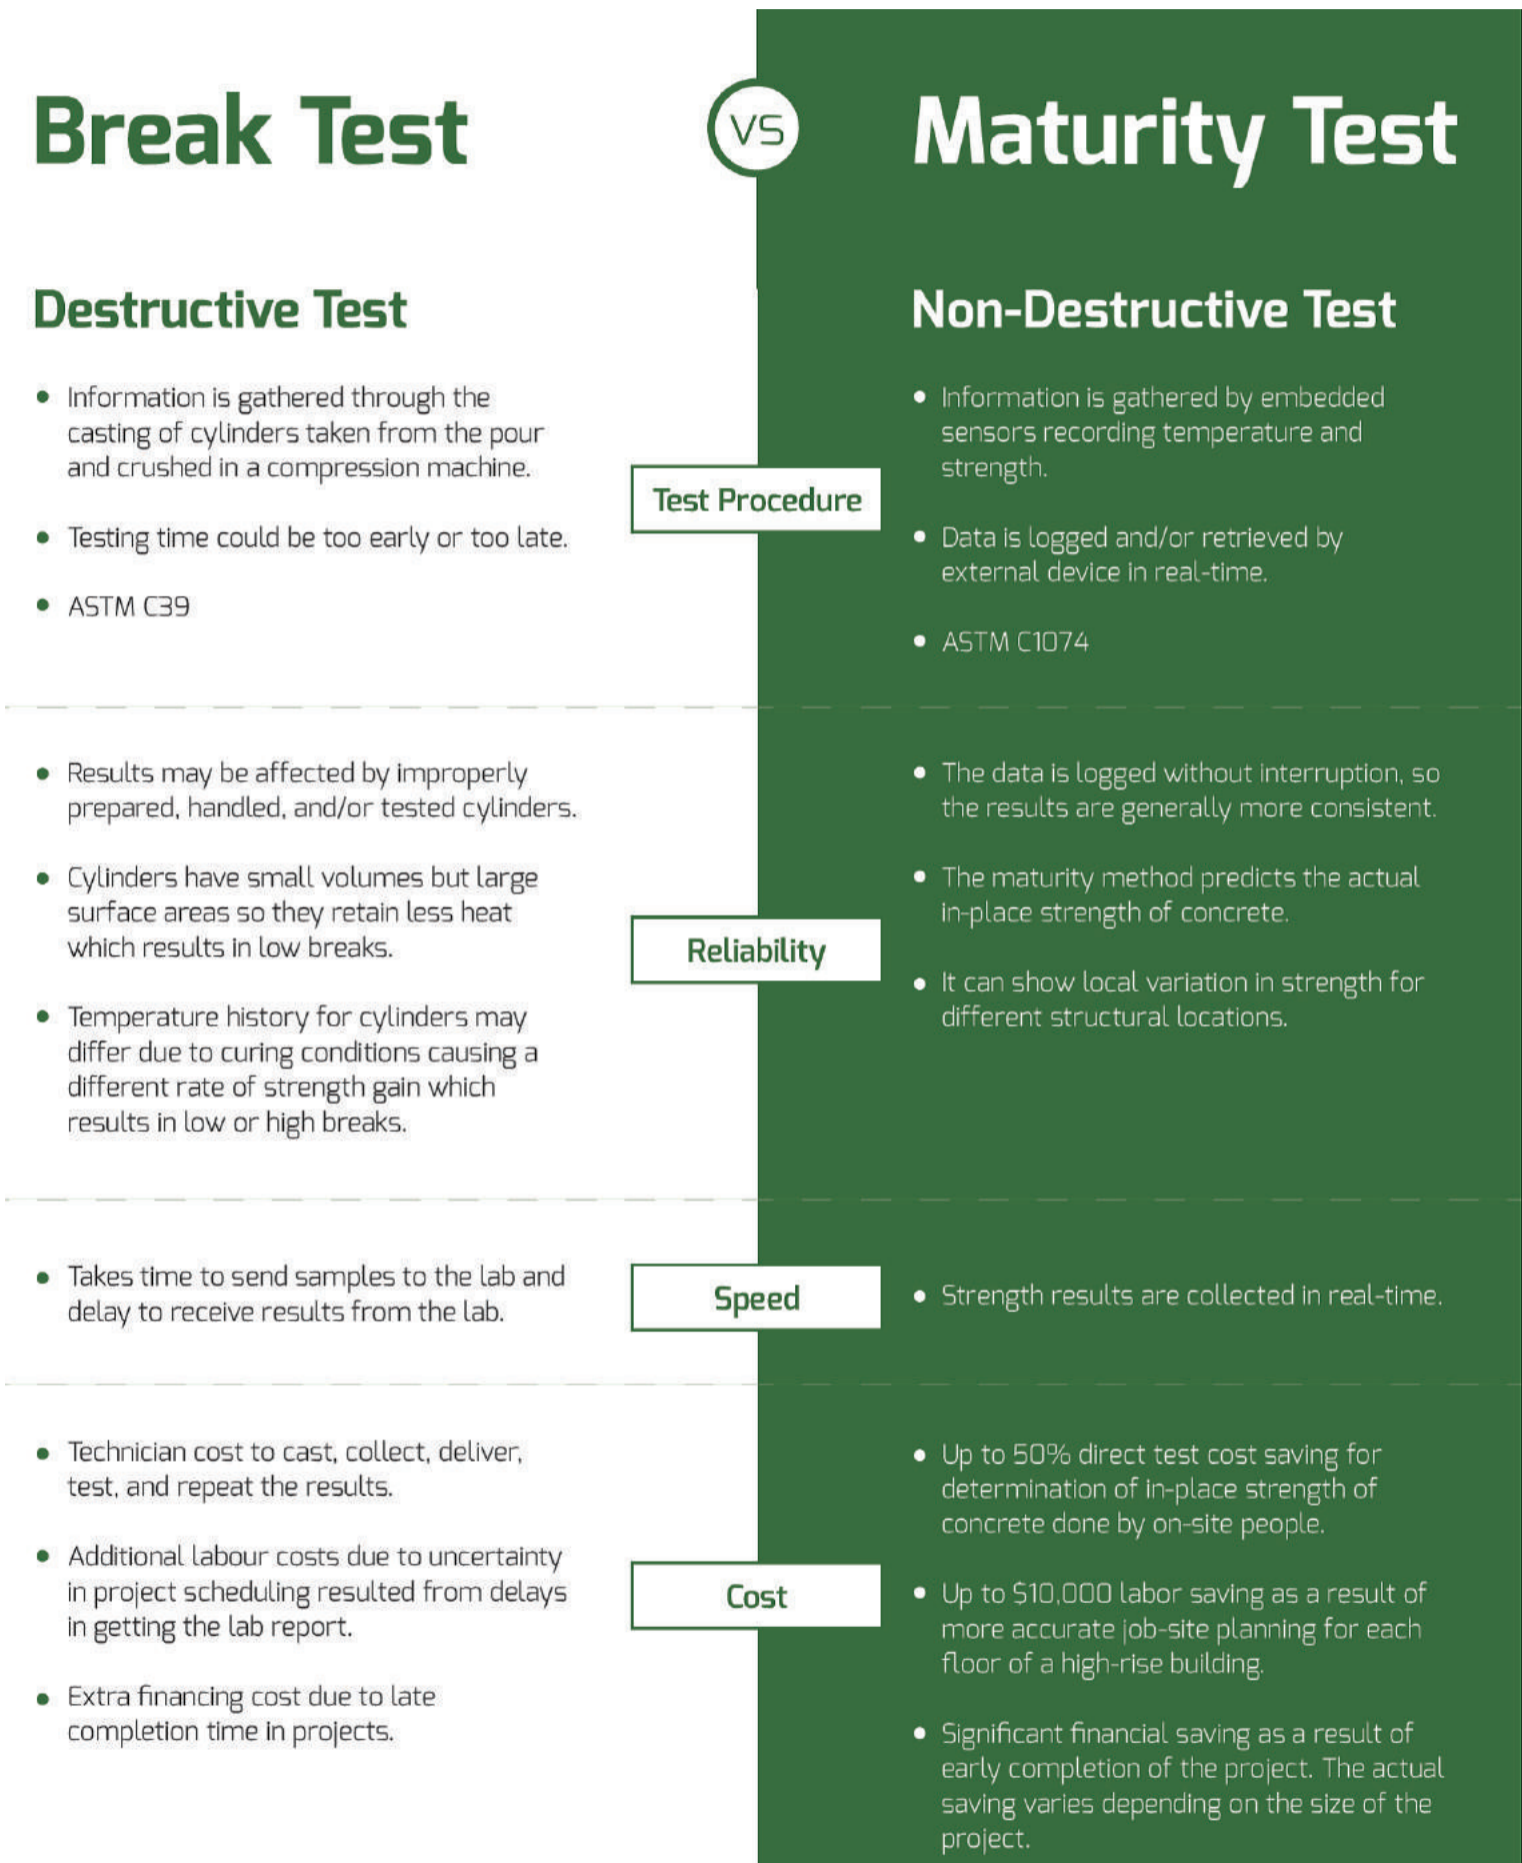 Break Test
VS
Maturity Test
Destructive Test
• Information is gathered through the
casting of cylinders taken from the pour
and crushed in a compression machine.
• Testing time could be too early or too late.
• ASTM C39
Test Procedure
Non-Destructive Test
• Information is gathered by embedded
sensors recording temperature and
strength.
• Data is logged and/or retrieved by
external device in real-time.
• ASTM C1074
• Results may be affected by improperly
prepared, handled, and/or tested cylinders.
• Cylinders have small volumes but large
surface areas so they retain less heat
which results in low breaks.
• Temperature history for cylinders may
differ due to curing conditions causing a
different rate of strength gain which
results in low or high breaks.
Reliability
• The data is logged without interruption, so
the results are generally more consistent.
• The maturity method predicts the actual
in-place strength of concrete.
• It can show local variation in strength for
different structural locations.
• Takes time to send samples to the lab and
delay to receive results from the lab.
Speed
• Strength results are collected in real-time.
• Technician cost to cast, collect, deliver,
test, and repeat the results.
• Additional labour costs due to uncertainty
in project scheduling resulted from delays
in getting the lab report.
• Extra financing cost due to late
completion time in projects.
Cost
• Up to 50% direct test cost saving for
determination of in-place strength of
concrete done by on-site people.
• Up to $10,000 labor saving as a result of
more accurate job-site planning for each
floor of a high-rise building.
• Significant financial saving as a result of
early completion of the project. The actual
saving varies depending on the size of the
project.